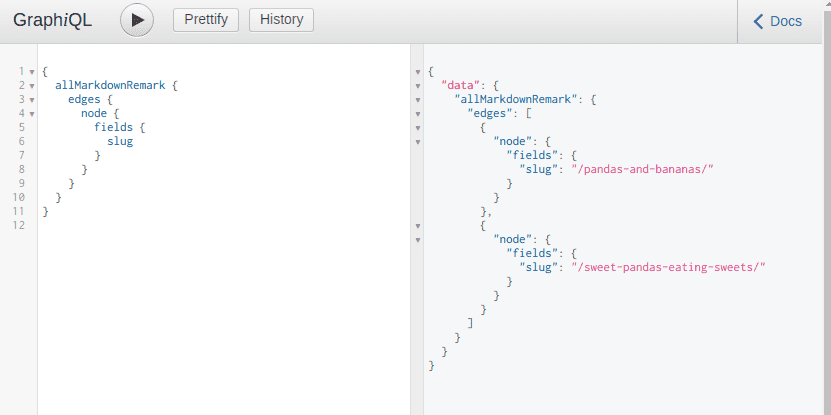 GraphiQL Prettify History Docs
1 {
2 allMarkdownRemark {
3 edges {
4 node {
5 fields {
6 slug
7 }
8 }
9 }
10 }
11 }
12
{
"data": {
"allMarkdownRemark": {
"edges": [
{
"node": {
"fields": {
"slug": "/pandas-and-bananas/"
}
}
},
{
"node": {
"fields": {
"slug": "/sweet-pandas-eating-sweets/"
}
}
}
]
}
}
}